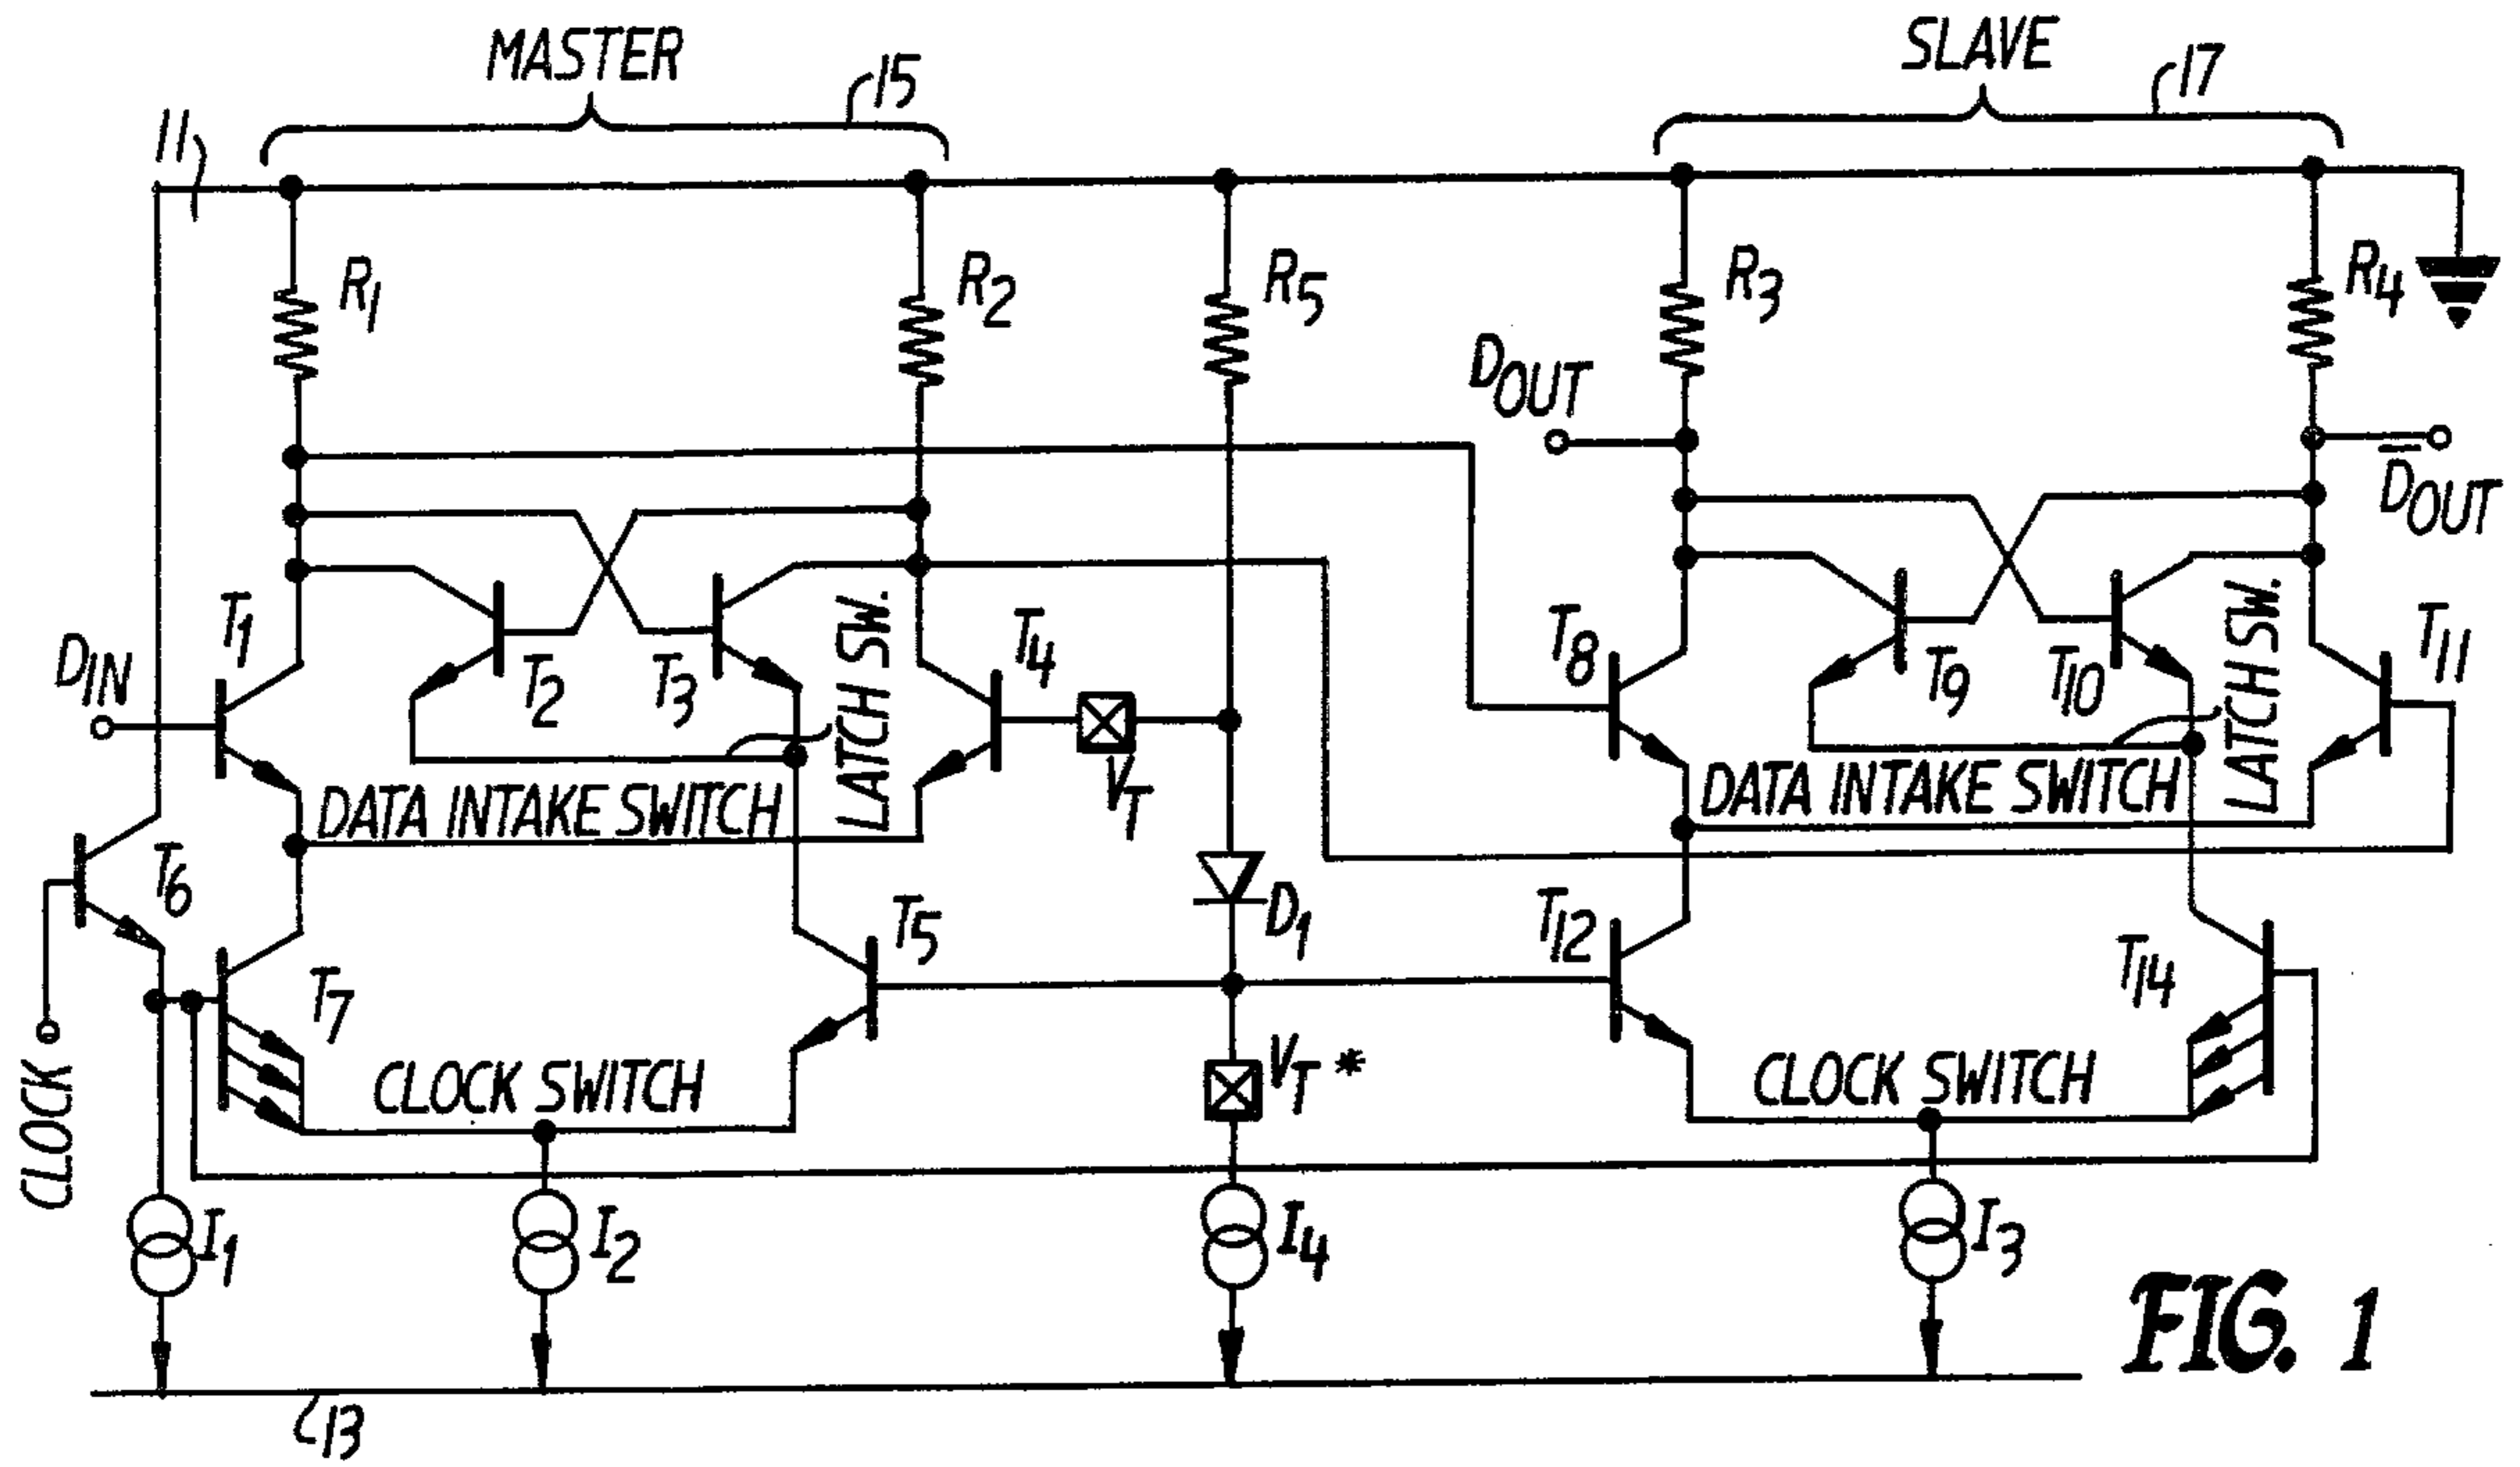 MASTER
SLAVE
15
17
11
R1
R2
R5
R3
R4
DOUT
D̅OUT
T1
DIN
T2
T3
LATCH SW.
T4
VT
T8
T9
T10
LATCH SW.
T11
DATA INTAKE SWITCH
DATA INTAKE SWITCH
T6
T7
T5
D1
T12
T14
CLOCK
CLOCK SWITCH
VT *
CLOCK SWITCH
I1
I2
I4
I3
13
FIG. 1